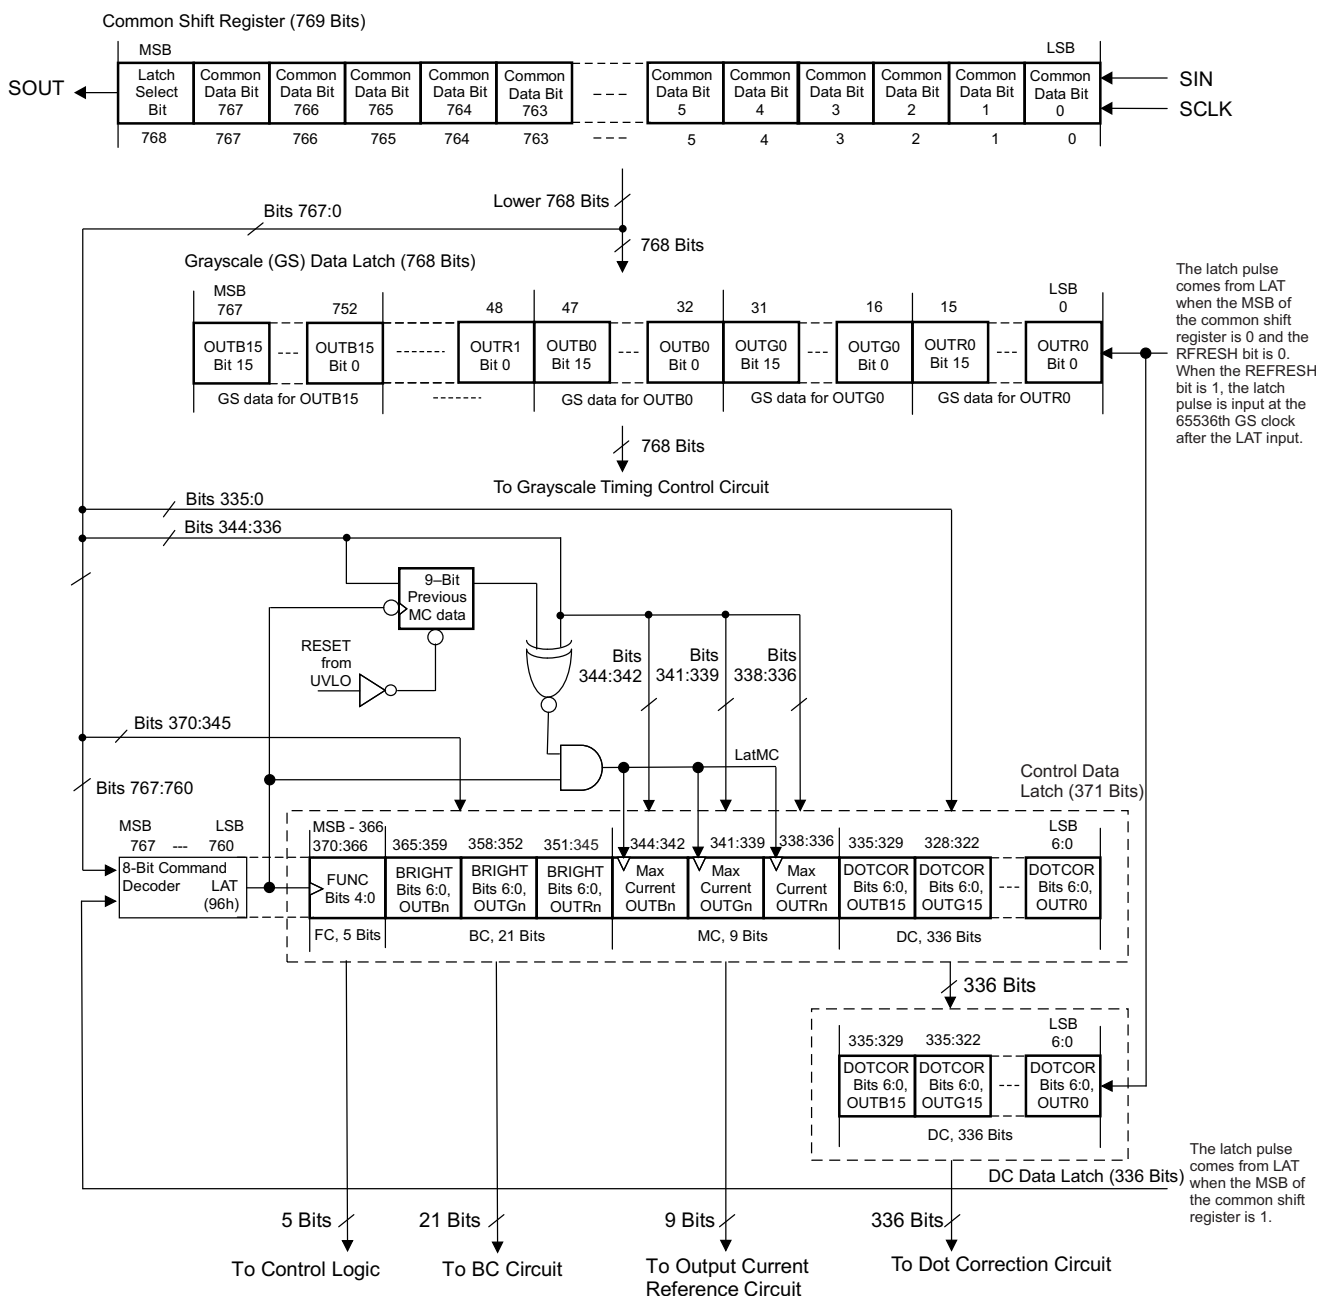 Common Shift Register (769 Bits)
MSB
LSB
SOUT
Latch Select Bit
Common Data Bit 767
Common Data Bit 766
Common Data Bit 765
Common Data Bit 764
Common Data Bit 763
Common Data Bit 5
Common Data Bit 4
Common Data Bit 3
Common Data Bit 2
Common Data Bit 1
Common Data Bit 0
SIN
SCLK
768 767 766 765 764 763 5 4 3 2 1 0
Lower 768 Bits
Bits 767:0
768 Bits
Grayscale (GS) Data Latch (768 Bits)
MSB
767 752 48 47 32 31 16 15
LSB
0
OUTB15 Bit 15
OUTB15 Bit 0
OUTR1 Bit 0
OUTB0 Bit 15
OUTB0 Bit 0
OUTG0 Bit 15
OUTG0 Bit 0
OUTR0 Bit 15
OUTR0 Bit 0
GS data for OUTB15
GS data for OUTB0
GS data for OUTG0
GS data for OUTR0
The latch pulse
comes from LAT
when the MSB of
the common shift
register is 0 and the
RFRESH bit is 0.
When the REFRESH
bit is 1, the latch
pulse is input at the
65536th GS clock
after the LAT input.
768 Bits
To Grayscale Timing Control Circuit
Bits 335:0
Bits 344:336
9–Bit
Previous
MC data
RESET
from
UVLO
Bits
344:342
Bits
341:339
Bits
338:336
Bits 370:345
LatMC
Bits 767:760
Control Data
Latch (371 Bits)
MSB --- LSB
767 760
8-Bit Command
Decoder
LAT
(96h)
MSB - 366
370:366 365:359 358:352 351:345 344:342 341:339 338:336 335:329 328:322
LSB
6:0
FUNC Bits 4:0
BRIGHT Bits 6:0, OUTBn
BRIGHT Bits 6:0, OUTGn
BRIGHT Bits 6:0, OUTRn
Max Current OUTBn
Max Current OUTGn
Max Current OUTRn
DOTCOR Bits 6:0, OUTB15
DOTCOR Bits 6:0, OUTG15
DOTCOR Bits 6:0, OUTR0
FC, 5 Bits
BC, 21 Bits
MC, 9 Bits
DC, 336 Bits
336 Bits
335:329 335:322
LSB
6:0
DOTCOR Bits 6:0, OUTB15
DOTCOR Bits 6:0, OUTG15
DOTCOR Bits 6:0, OUTR0
DC, 336 Bits
DC Data Latch (336 Bits)
The latch pulse
comes from LAT
when the MSB of
the common shift
register is 1.
5 Bits
21 Bits
9 Bits
336 Bits
To Control Logic
To BC Circuit
To Output Current
Reference Circuit
To Dot Correction Circuit